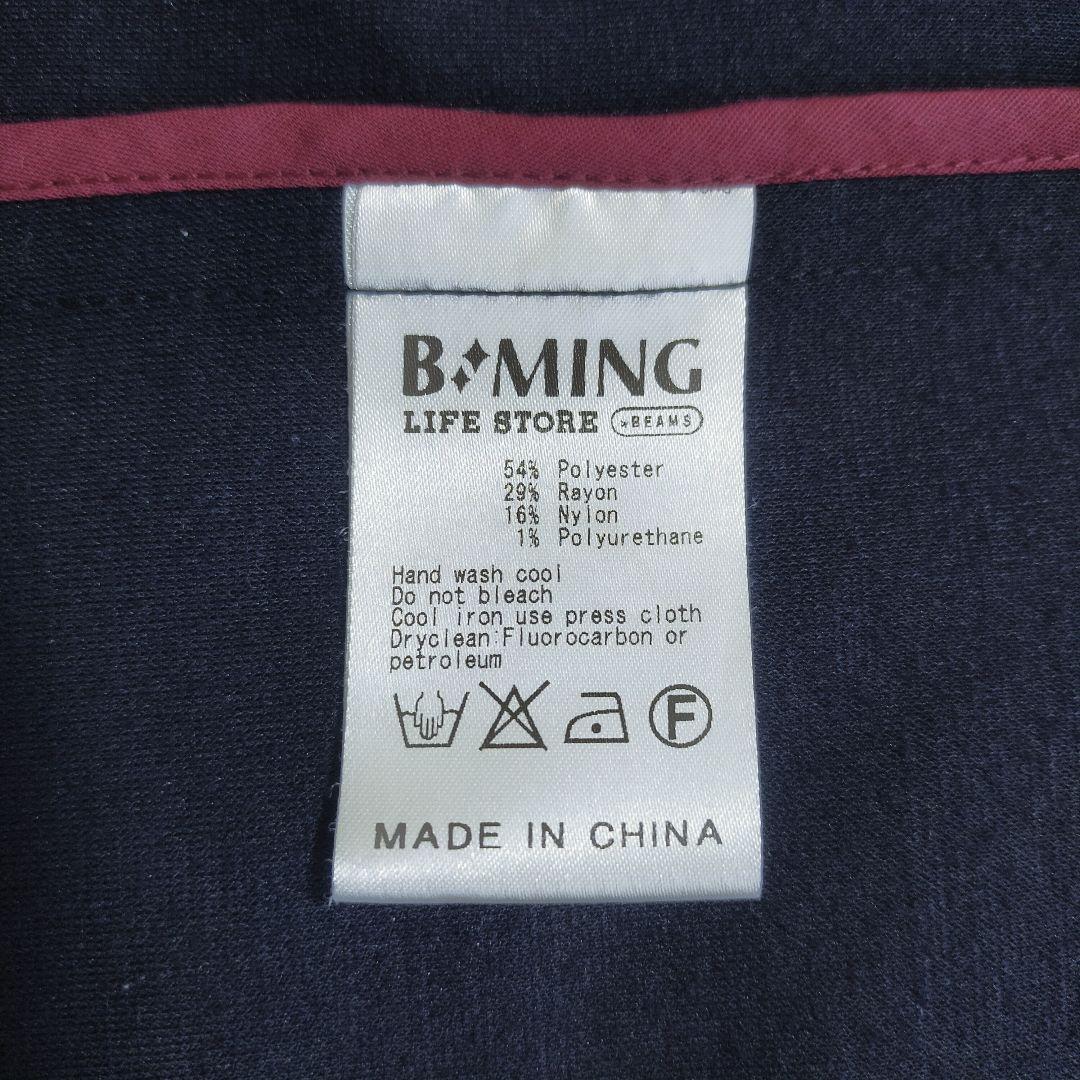 B MING
LIFE STORE BEAMS
54% Polyester
29% Rayon
16% Nylon
1% Polyurethane
Hand wash cool
Do not bleach
Cool iron use press cloth
Dryclean:Fluorocarbon or
petroleum
F
MADE IN CHINA